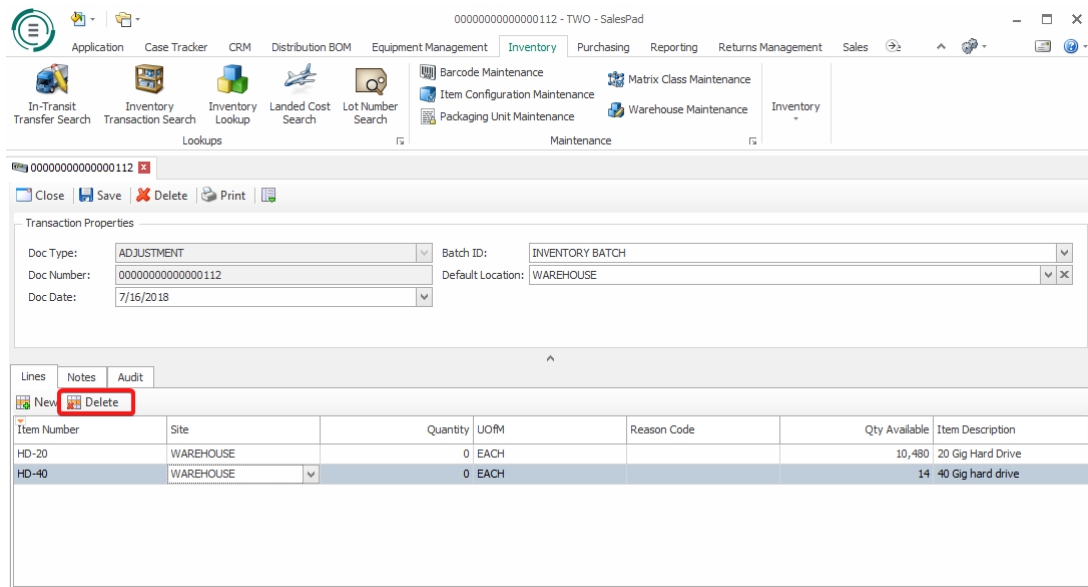 00000000000000112 - TWO - SalesPad
Application Case Tracker CRM Distribution BOM Equipment Management Inventory Purchasing Reporting Returns Management Sales
In-Transit Transfer Search
Inventory Transaction Search
Inventory Lookup
Landed Cost Search
Lot Number Search
Lookups
Barcode Maintenance
Item Configuration Maintenance
Packaging Unit Maintenance
Matrix Class Maintenance
Warehouse Maintenance
Maintenance
Inventory
00000000000000112
Close Save Delete Print
Transaction Properties
Doc Type: ADJUSTMENT
Batch ID: INVENTORY BATCH
Doc Number: 00000000000000112
Default Location: WAREHOUSE
Doc Date: 7/16/2018
Lines Notes Audit
New Delete
Item Number Site Quantity UOfM Reason Code Qty Available Item Description
HD-20 WAREHOUSE 0 EACH 10,480 20 Gig Hard Drive
HD-40 WAREHOUSE 0 EACH 14 40 Gig hard drive